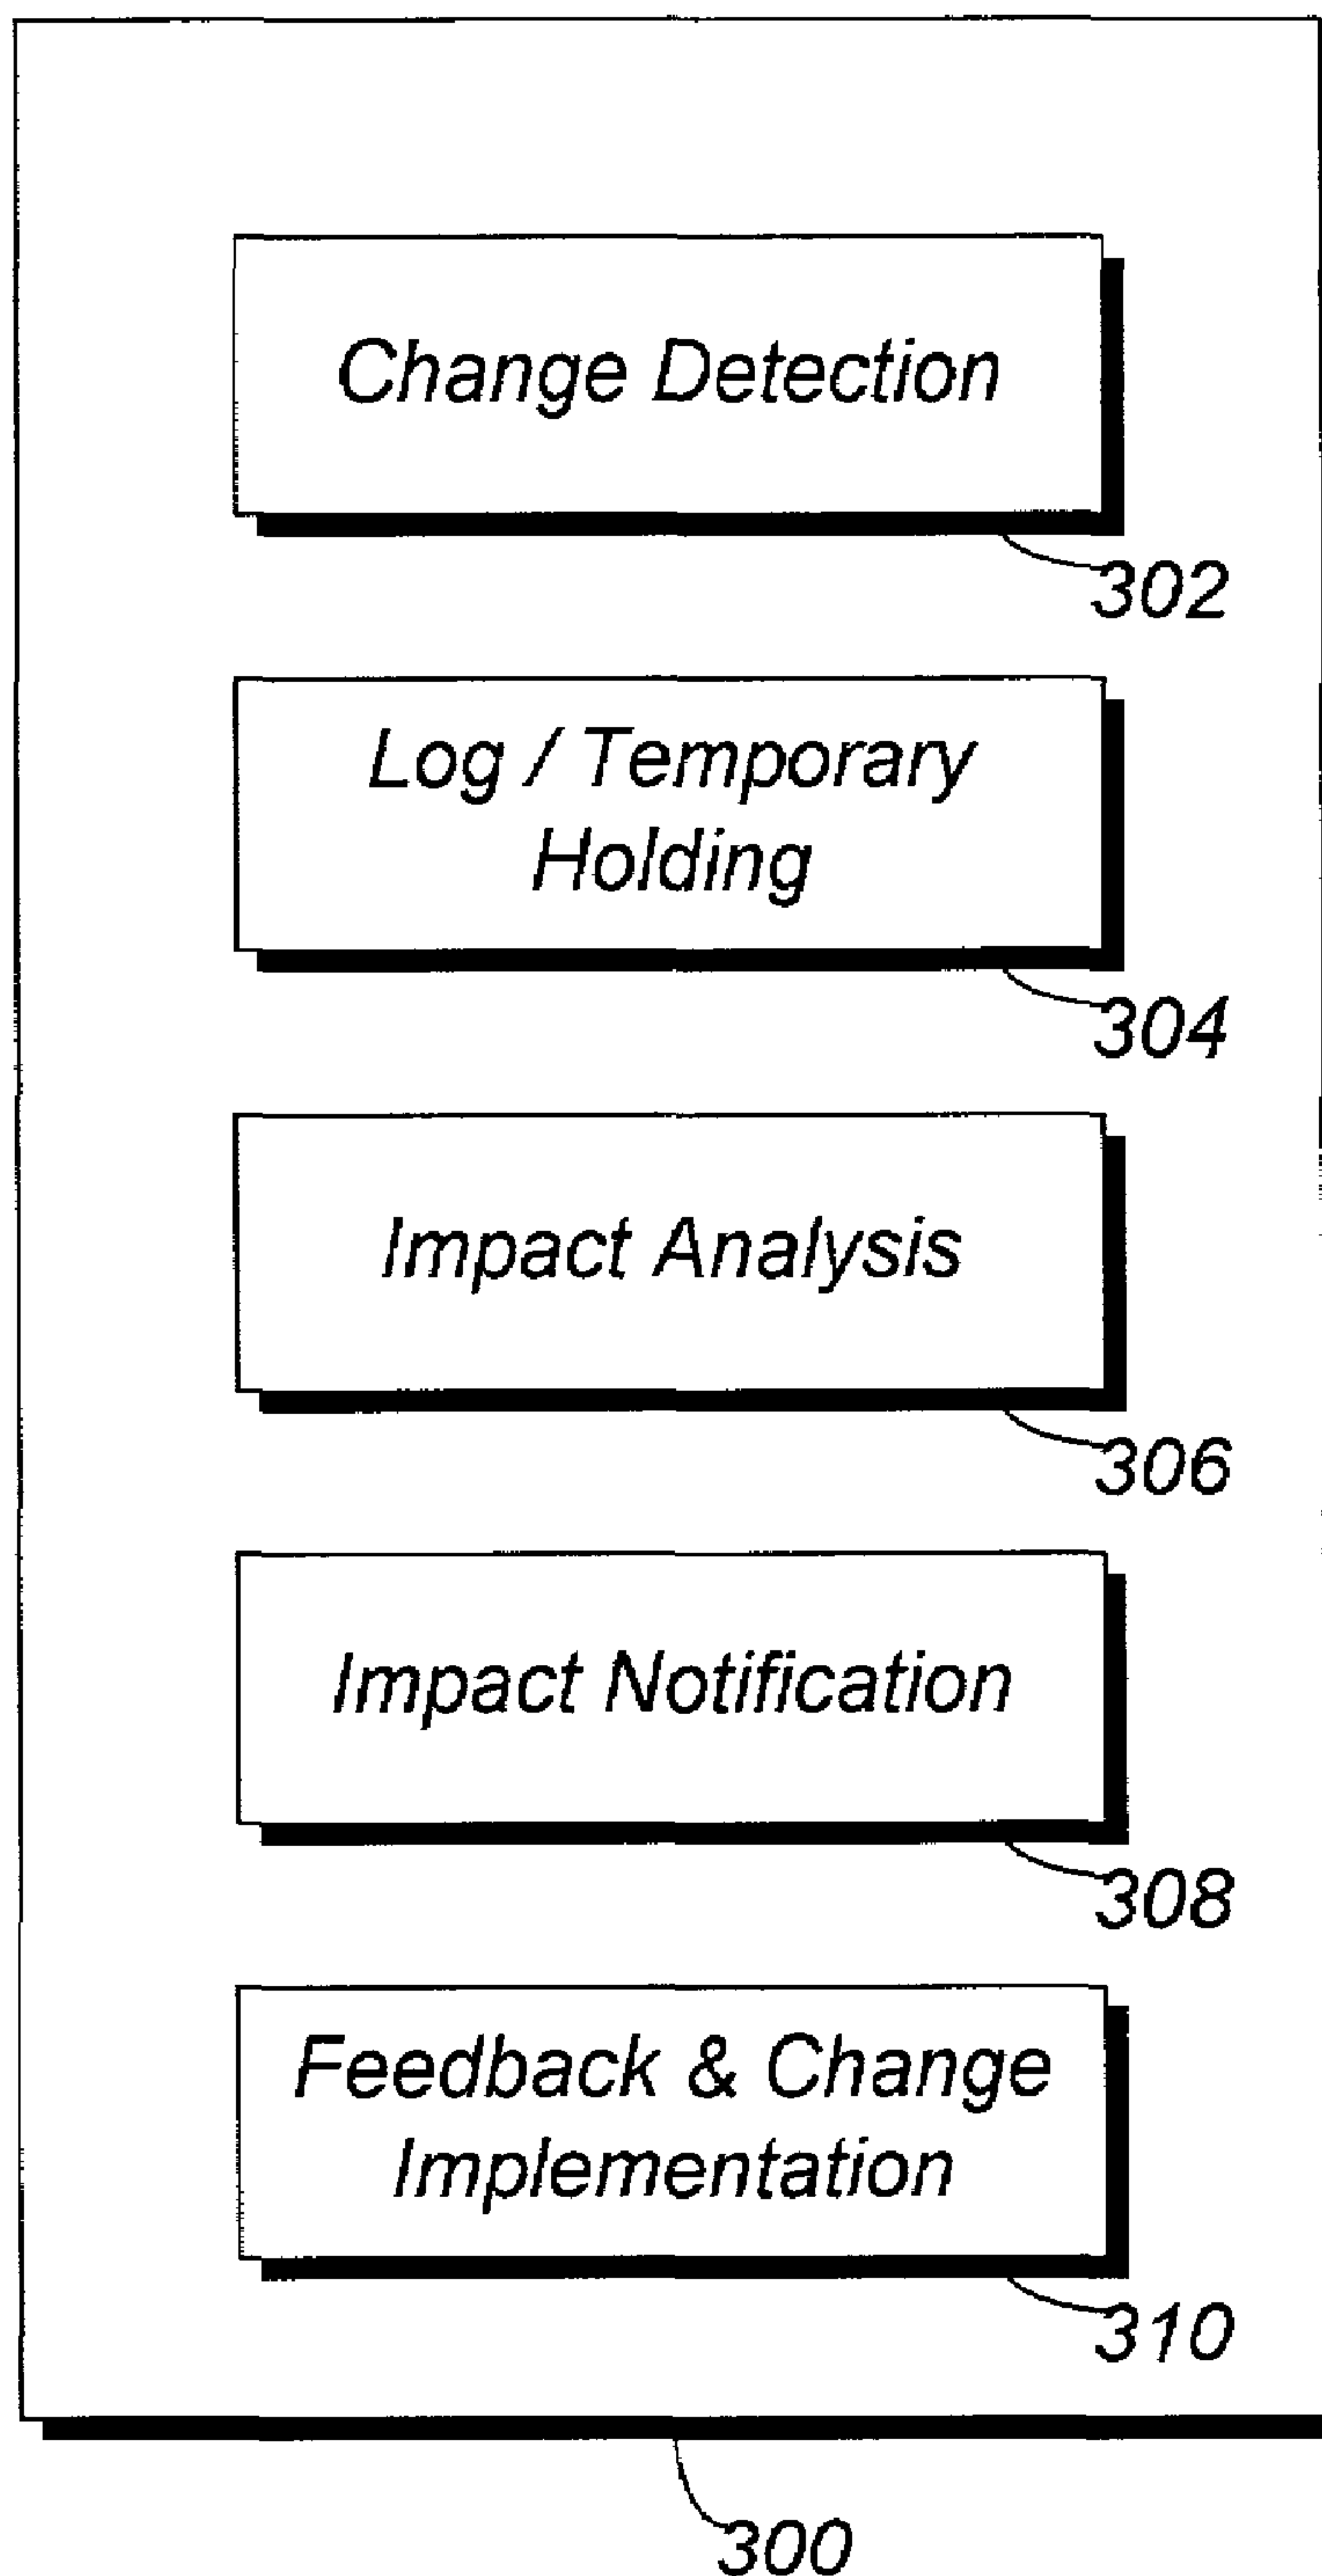 Change Detection
302
Log / Temporary
Holding
304
Impact Analysis
306
Impact Notification
308
Feedback & Change
Implementation
310
300